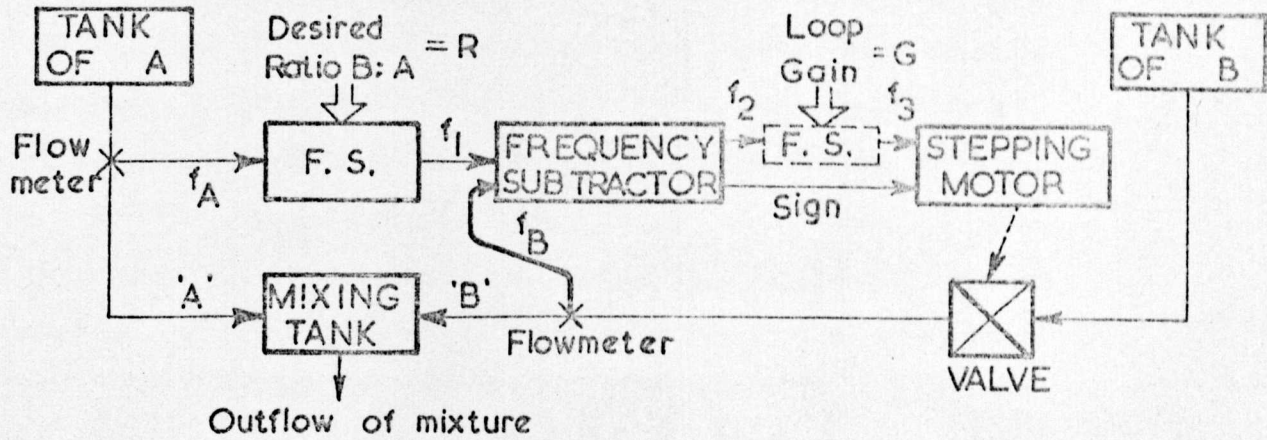 TANK
OF A
Desired
Ratio B: A = R
Loop
Gain = G
TANK
OF B
Flow
meter
f_A
F. S.
f_1
FREQUENCY
SUBTRACTOR
f_2
F. S.
f_3
STEPPING
MOTOR
Sign
f_B
'A'
MIXING
TANK
'B'
Flowmeter
VALVE
Outflow of mixture